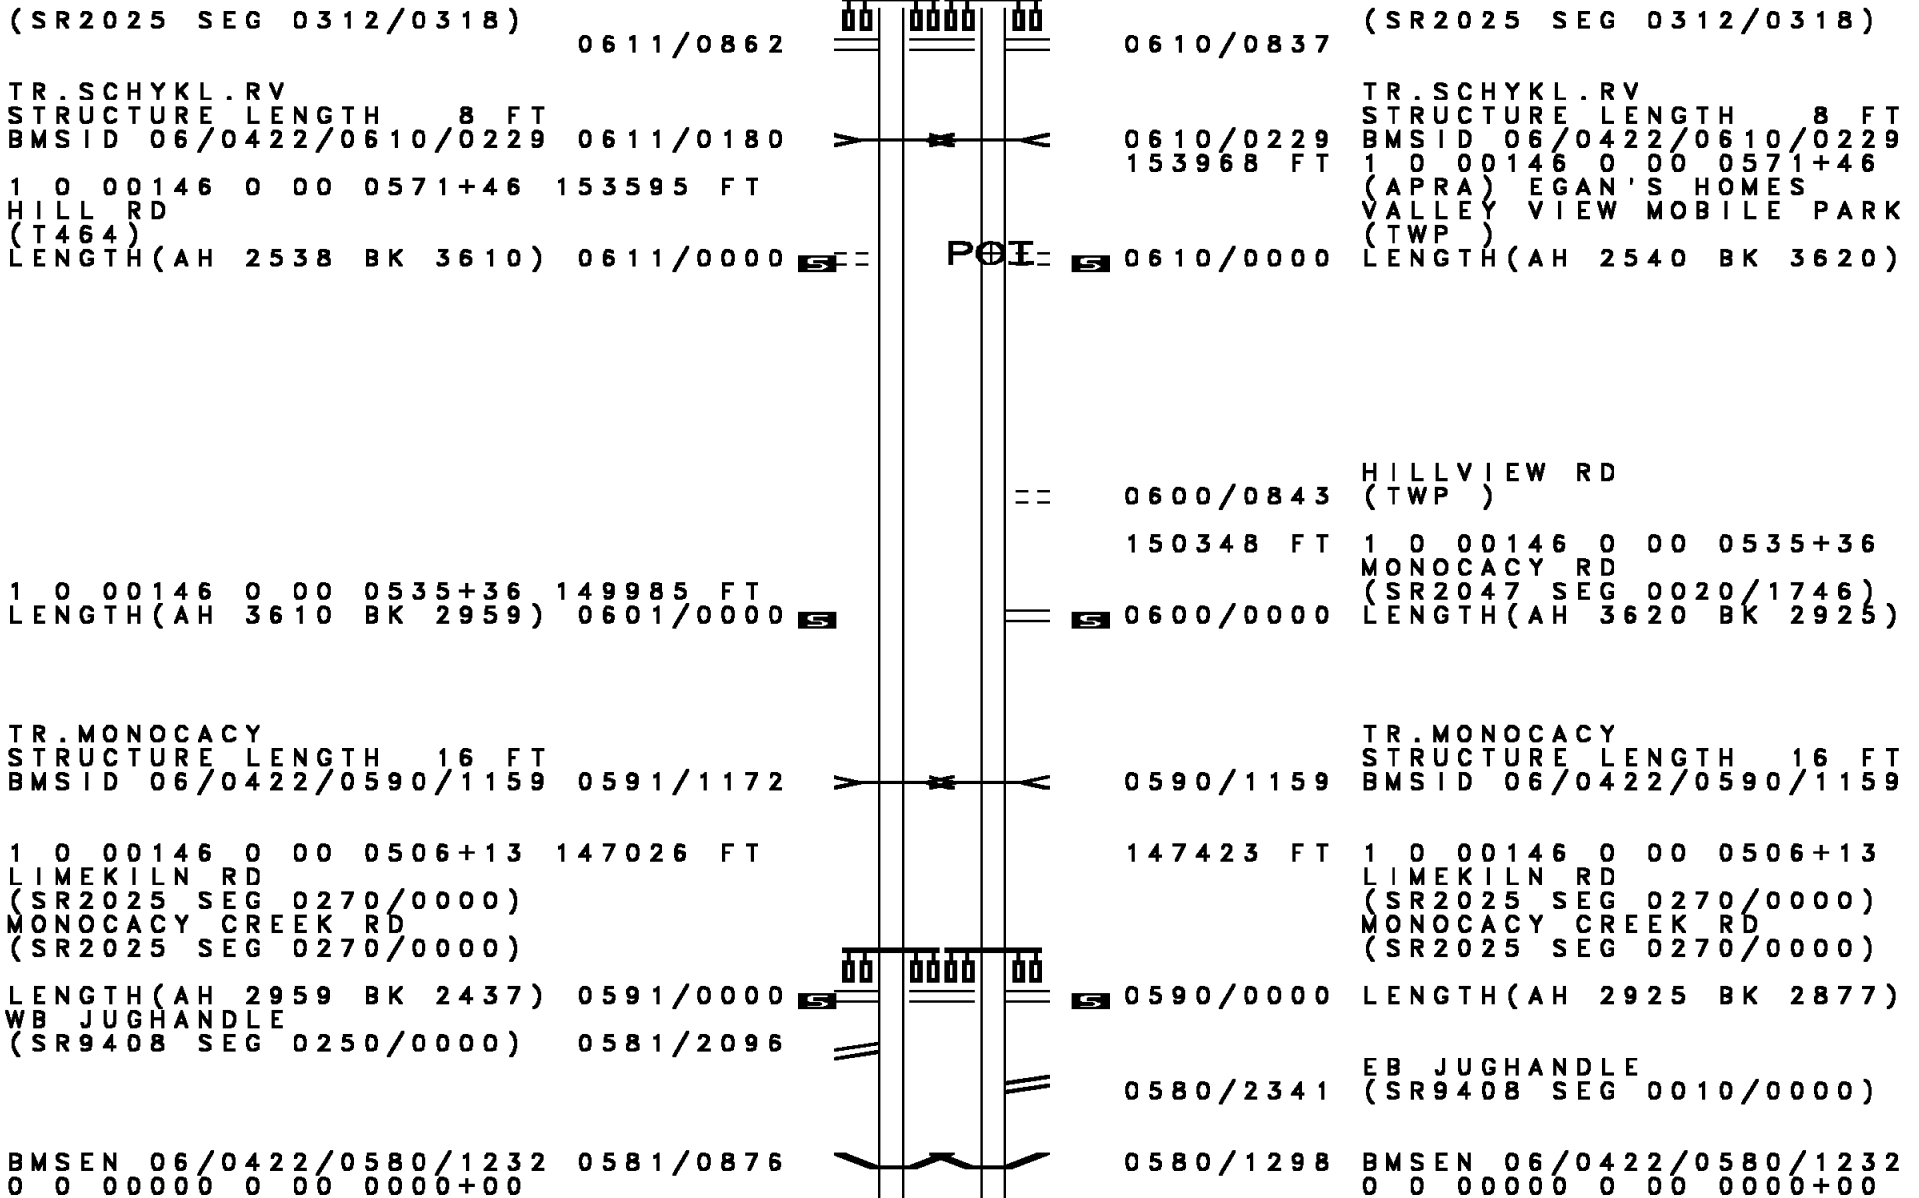 (SR2025 SEG 0312/0318)
0611/0862
TR.SCHYKL.RV
STRUCTURE LENGTH 8 FT
BMSID 06/0422/0610/0229 0611/0180
1 0 00146 0 00 0571+46 153595 FT
HILL RD
(T464)
LENGTH(AH 2538 BK 3610) 0611/0000 S
1 0 00146 0 00 0535+36 149985 FT
LENGTH(AH 3610 BK 2959) 0601/0000 S
TR.MONOCACY
STRUCTURE LENGTH 16 FT
BMSID 06/0422/0590/1159 0591/1172
1 0 00146 0 00 0506+13 147026 FT
LIMEKILN RD
(SR2025 SEG 0270/0000)
MONOCACY CREEK RD
(SR2025 SEG 0270/0000)
LENGTH(AH 2959 BK 2437) 0591/0000 S
WB JUGHANDLE
(SR9408 SEG 0250/0000) 0581/2096
BMSEN 06/0422/0580/1232 0581/0876
0 0 00000 0 00 0000+00
POT
(SR2025 SEG 0312/0318)
0610/0837
TR.SCHYKL.RV
STRUCTURE LENGTH 8 FT
0610/0229 BMSID 06/0422/0610/0229
153968 FT 1 0 00146 0 00 0571+46
(APRA) EGAN'S HOMES
VALLEY VIEW MOBILE PARK
(TWP )
S 0610/0000 LENGTH(AH 2540 BK 3620)
HILLVIEW RD
0600/0843 (TWP )
150348 FT 1 0 00146 0 00 0535+36
MONOCACY RD
(SR2047 SEG 0020/1746)
S 0600/0000 LENGTH(AH 3620 BK 2925)
TR.MONOCACY
STRUCTURE LENGTH 16 FT
0590/1159 BMSID 06/0422/0590/1159
147423 FT 1 0 00146 0 00 0506+13
LIMEKILN RD
(SR2025 SEG 0270/0000)
MONOCACY CREEK RD
(SR2025 SEG 0270/0000)
S 0590/0000 LENGTH(AH 2925 BK 2877)
EB JUGHANDLE
0580/2341 (SR9408 SEG 0010/0000)
0580/1298 BMSEN 06/0422/0580/1232
0 0 00000 0 00 0000+00